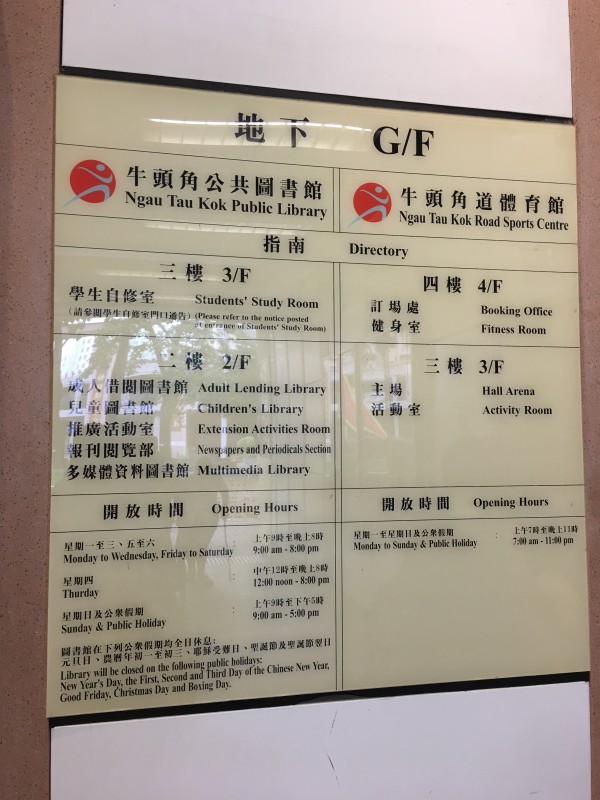 地下 G/F
牛頭角公共圖書館
Ngau Tau Kok Public Library
牛頭角道體育館
Ngau Tau Kok Road Sports Centre
指南 Directory
三樓 3/F
學生自修室 Students' Study Room
(請參閱學生自修室門口通告) (Please refer to the notice posted
at entrance of Students' Study Room)
二樓 2/F
成人借閱圖書館 Aduit Lending Library
兒童圖書館 Children's Library
推廣活動室 Extension Activities Room
報刊閱覽部 Newspapers and Periodicals Section
多媒體資料圖書館 Multimedia Library
開放時間 Opening Hours
星期一至三、五至六 : 上午9時至晚上8時
Monday to Wednesday, Friday to Saturday 9:00 am - 8:00 pm
星期四 : 中午12時至晚上8時
Thurday 12:00 noon - 8:00 pm
星期日及公眾假期 : 上午9時至下午5時
Sunday & Public Holiday 9:00 am - 5:00 pm
圖書館在下列公眾假期均全日休息:
元旦日、農曆年初一至初三、耶穌受難日、聖誕節及聖誕節翌日
Library will be closed on the following public holidays:
New Year's Day, the First, Second and Third Day of the Chinese New Year,
Good Friday, Christmas Day and Boxing Day.
四樓 4/F
訂場處 Booking Office
健身室 Fitness Room
三樓 3/F
主場 Hall Arena
活動室 Activity Room
開放時間 Opening Hours
星期一至星期日及公眾假期 : 上午7時至晚上11時
Monday to Sunday & Public Holiday 7:00 am - 11:00 pm